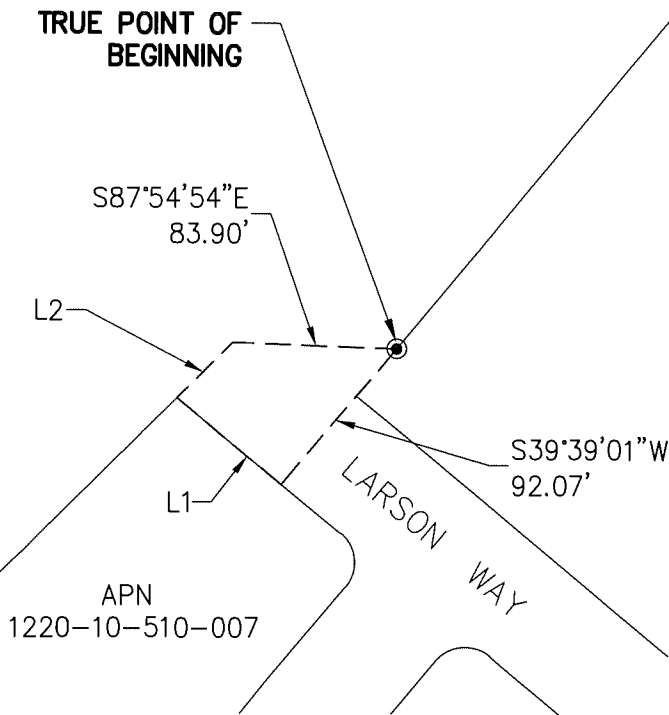 TRUE POINT OF
BEGINNING
S87°54'54"E
83.90'
L2
L1
S39°39'01"W
92.07'
LARSON WAY
APN
1220-10-510-007